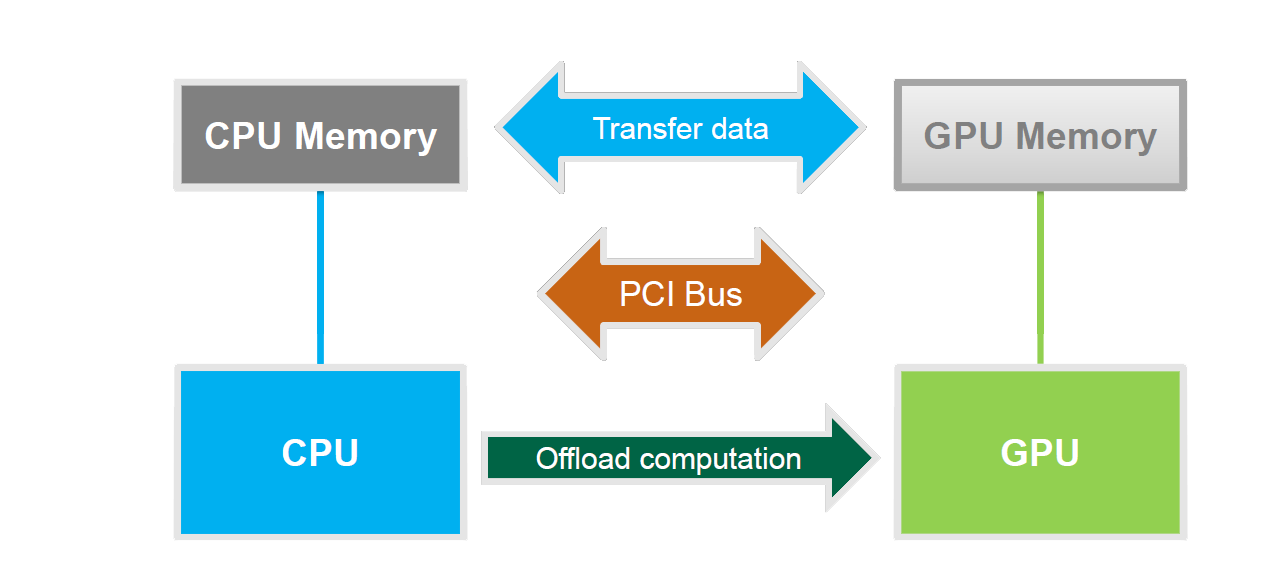 CPU Memory
Transfer data
GPU Memory
PCI Bus
CPU
Offload computation
GPU